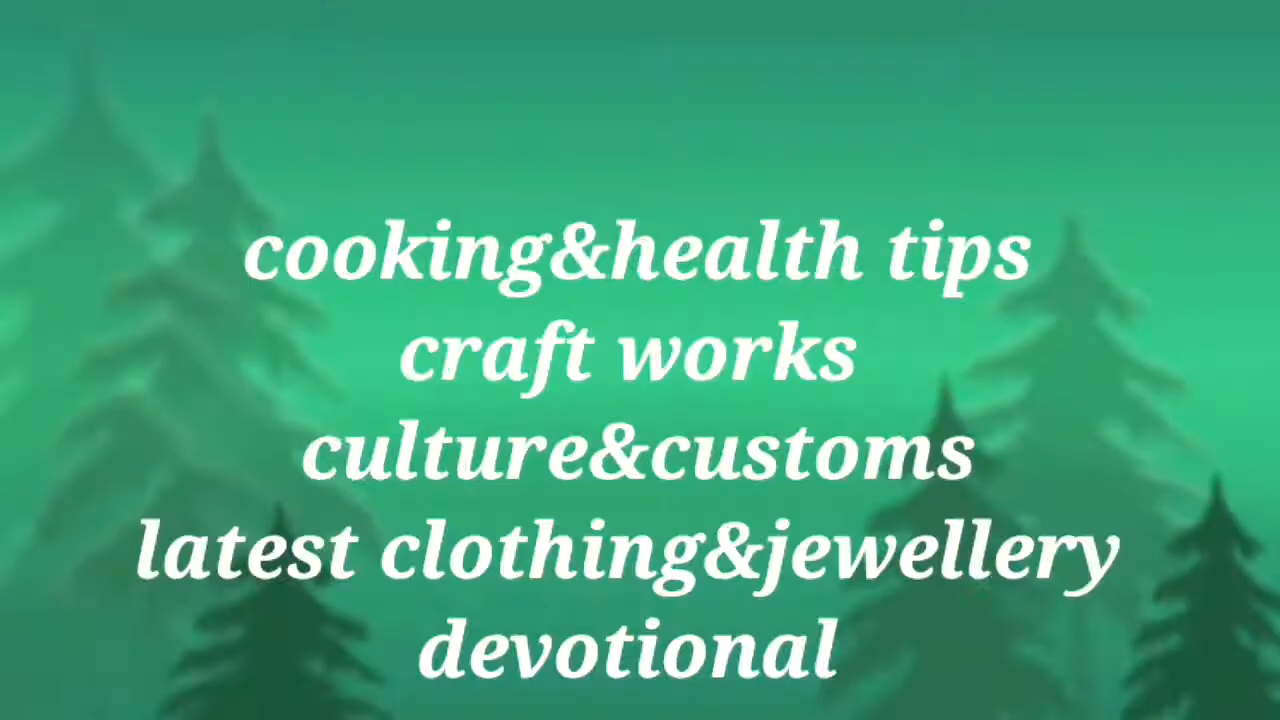 cooking&health tips
craft works
culture&customs
latest clothing&jewellery
devotional